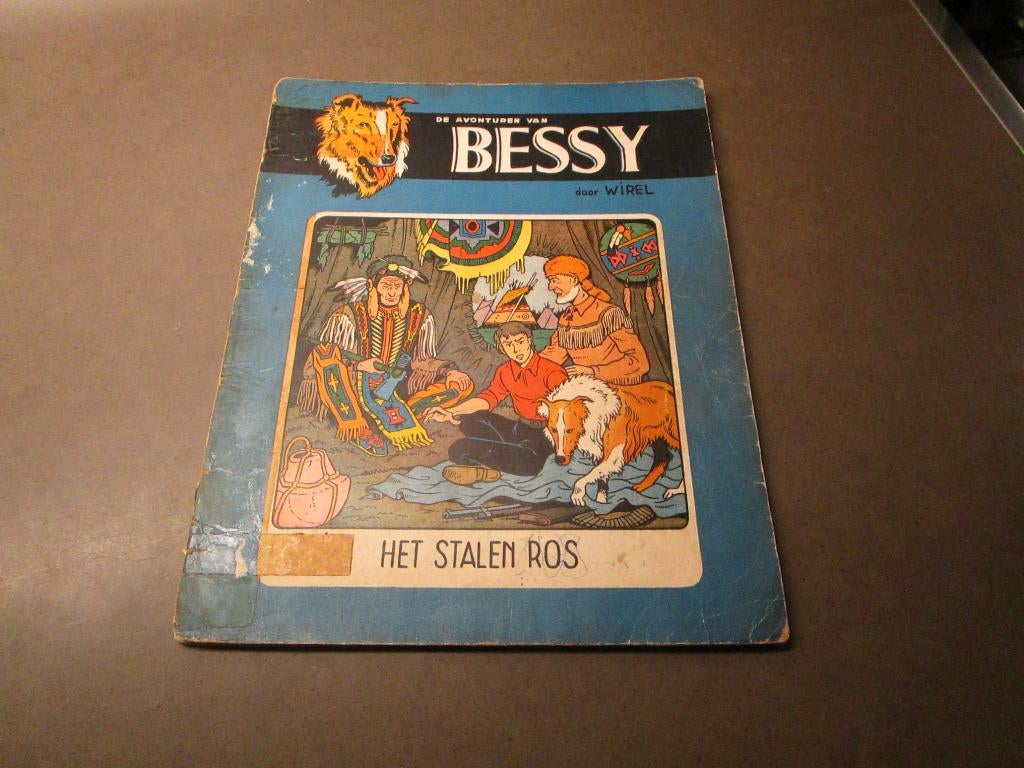 DE AVONTUREN VAN
BESSY
door WiREL
HET STALEN ROS